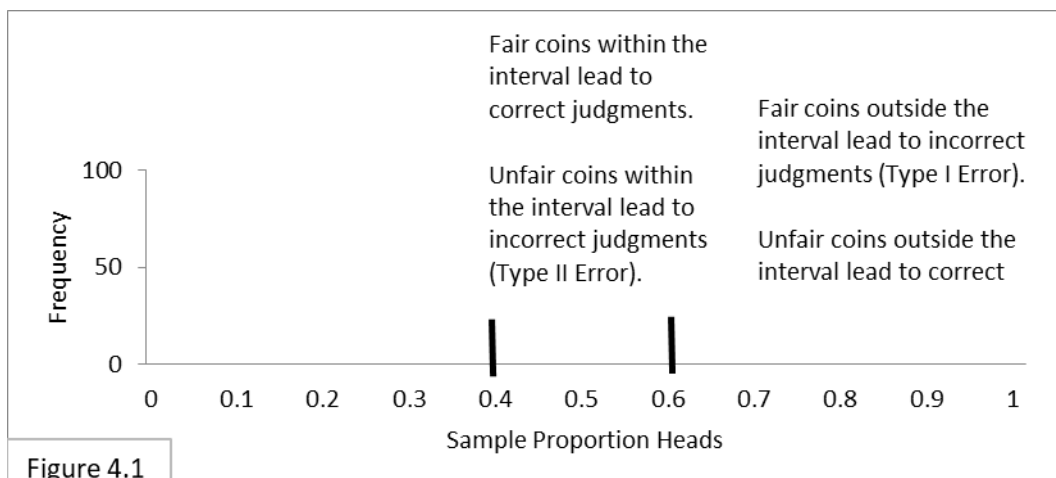 Fair coins within the
interval lead to
correct judgments.
Unfair coins within
the interval lead to
incorrect judgments
(Type II Error).
Fair coins outside the
interval lead to incorrect
judgments (Type I Error).
Unfair coins outside the
interval lead to correct
Frequency
100
50
0
0 0.1 0.2 0.3 0.4 0.5 0.6 0.7 0.8 0.9 1
Sample Proportion Heads
Figure 4.1